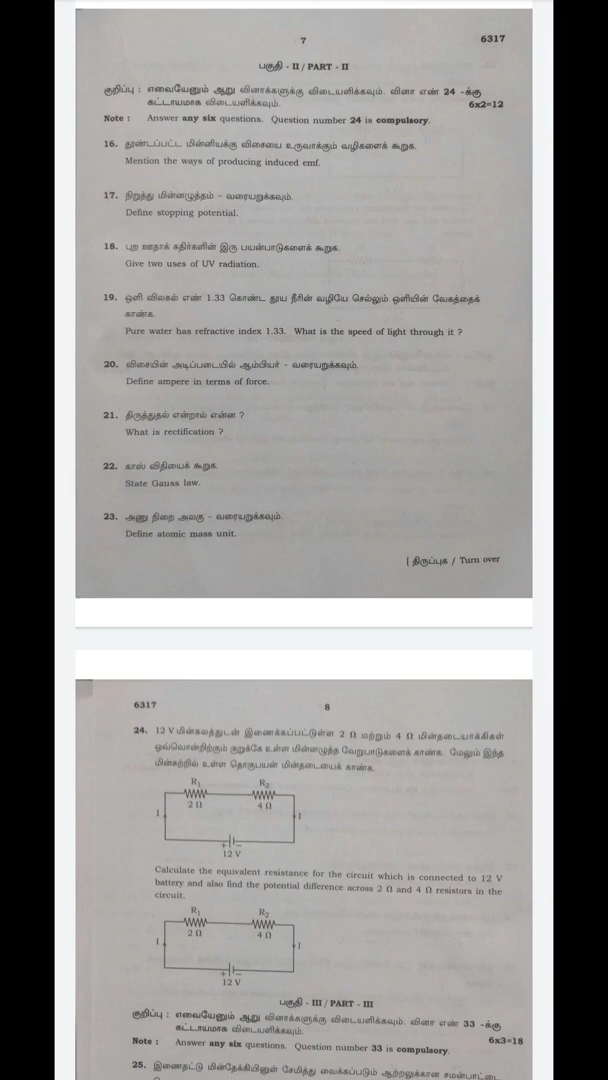 7
6317
பகுதி - II / PART - II
குறிப்பு : எவையேனும் ஆறு வினாக்களுக்கு விடையளிக்கவும். வினா எண் 24 -க்கு
கட்டாயமாக விடையளிக்கவும்.
6x2=12
Note : Answer any six questions. Question number 24 is compulsory.
16. தூண்டப்பட்ட மின்னியக்கு விசையை உருவாக்கும் வழிகளைக் கூறுக.
Mention the ways of producing induced emf.
17. நிறுத்து மின்னழுத்தம் - வரையறுக்கவும்.
Define stopping potential.
18. புற ஊதாக் கதிர்களின் இரு பயன்பாடுகளைக் கூறுக.
Give two uses of UV radiation.
19. ஒளி விலகல் எண் 1.33 கொண்ட தூய நீரின் வழியே செல்லும் ஒளியின் வேகத்தைக்
காண்க.
Pure water has refractive index 1.33. What is the speed of light through it ?
20. விசையின் அடிப்படையில் ஆம்பியர் - வரையறுக்கவும்.
Define ampere in terms of force.
21. திருத்துதல் என்றால் என்ன ?
What is rectification ?
22. காஸ் விதியைக் கூறுக.
State Gauss law.
23. அணு நிறை அலகு - வரையறுக்கவும்.
Define atomic mass unit.
[ திருப்புக / Turn over
6317
8
24. 12 V மின்கலத்துடன் இணைக்கப்பட்டுள்ள 2 Ω மற்றும் 4 Ω மின்தடையாக்கிகள்
ஒவ்வொன்றிற்கும் குறுக்கே உள்ள மின்னழுத்த வேறுபாடுகளைக் காண்க. மேலும் இந்த
மின்சுற்றில் உள்ள தொகுபயன் மின்தடையைக் காண்க.
R₁ R₂
2 Ω 4 Ω
I I
+ −
12 V
Calculate the equivalent resistance for the circuit which is connected to 12 V
battery and also find the potential difference across 2 Ω and 4 Ω resistors in the
circuit.
R₁ R₂
2 Ω 4 Ω
I I
+ −
12 V
பகுதி - III / PART - III
குறிப்பு : எவையேனும் ஆறு வினாக்களுக்கு விடையளிக்கவும். வினா எண் 33 -க்கு
கட்டாயமாக விடையளிக்கவும்.
6x3=18
Note : Answer any six questions. Question number 33 is compulsory.
25. இணைதட்டு மின்தேக்கியினுள் சேமித்து வைக்கப்படும் ஆற்றலுக்கான சமன்பாட்டை